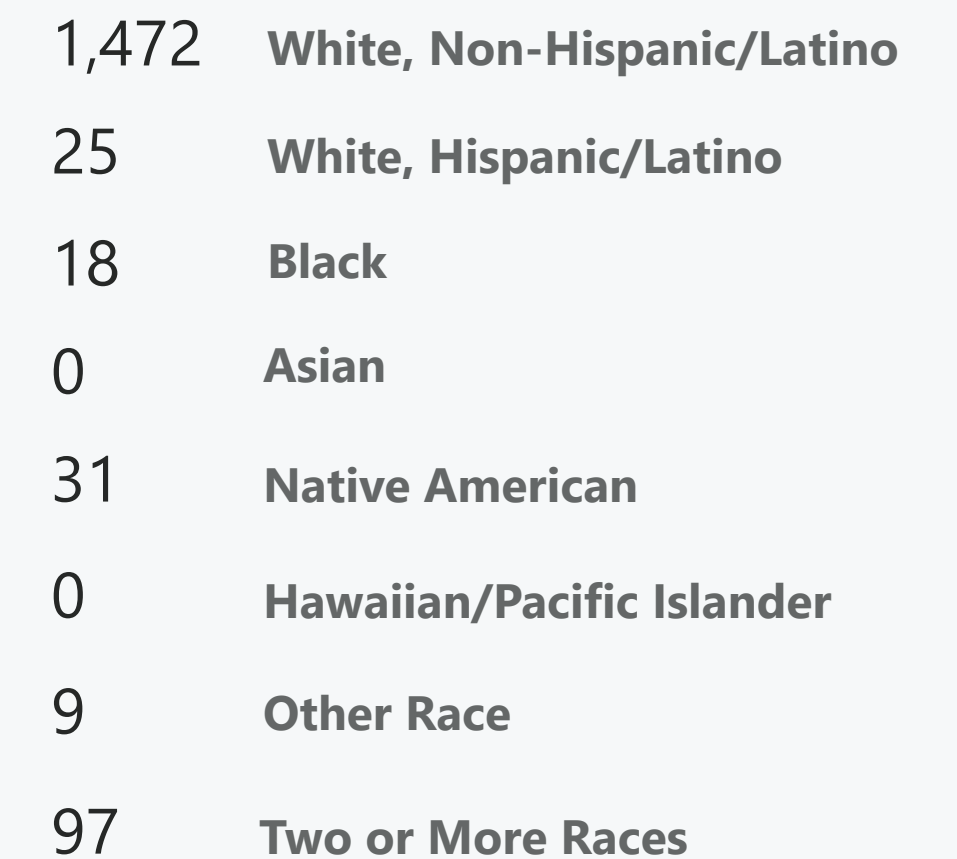 1,472 White, Non-Hispanic/Latino
25 White, Hispanic/Latino
18 Black
0 Asian
31 Native American
0 Hawaiian/Pacific Islander
9 Other Race
97 Two or More Races